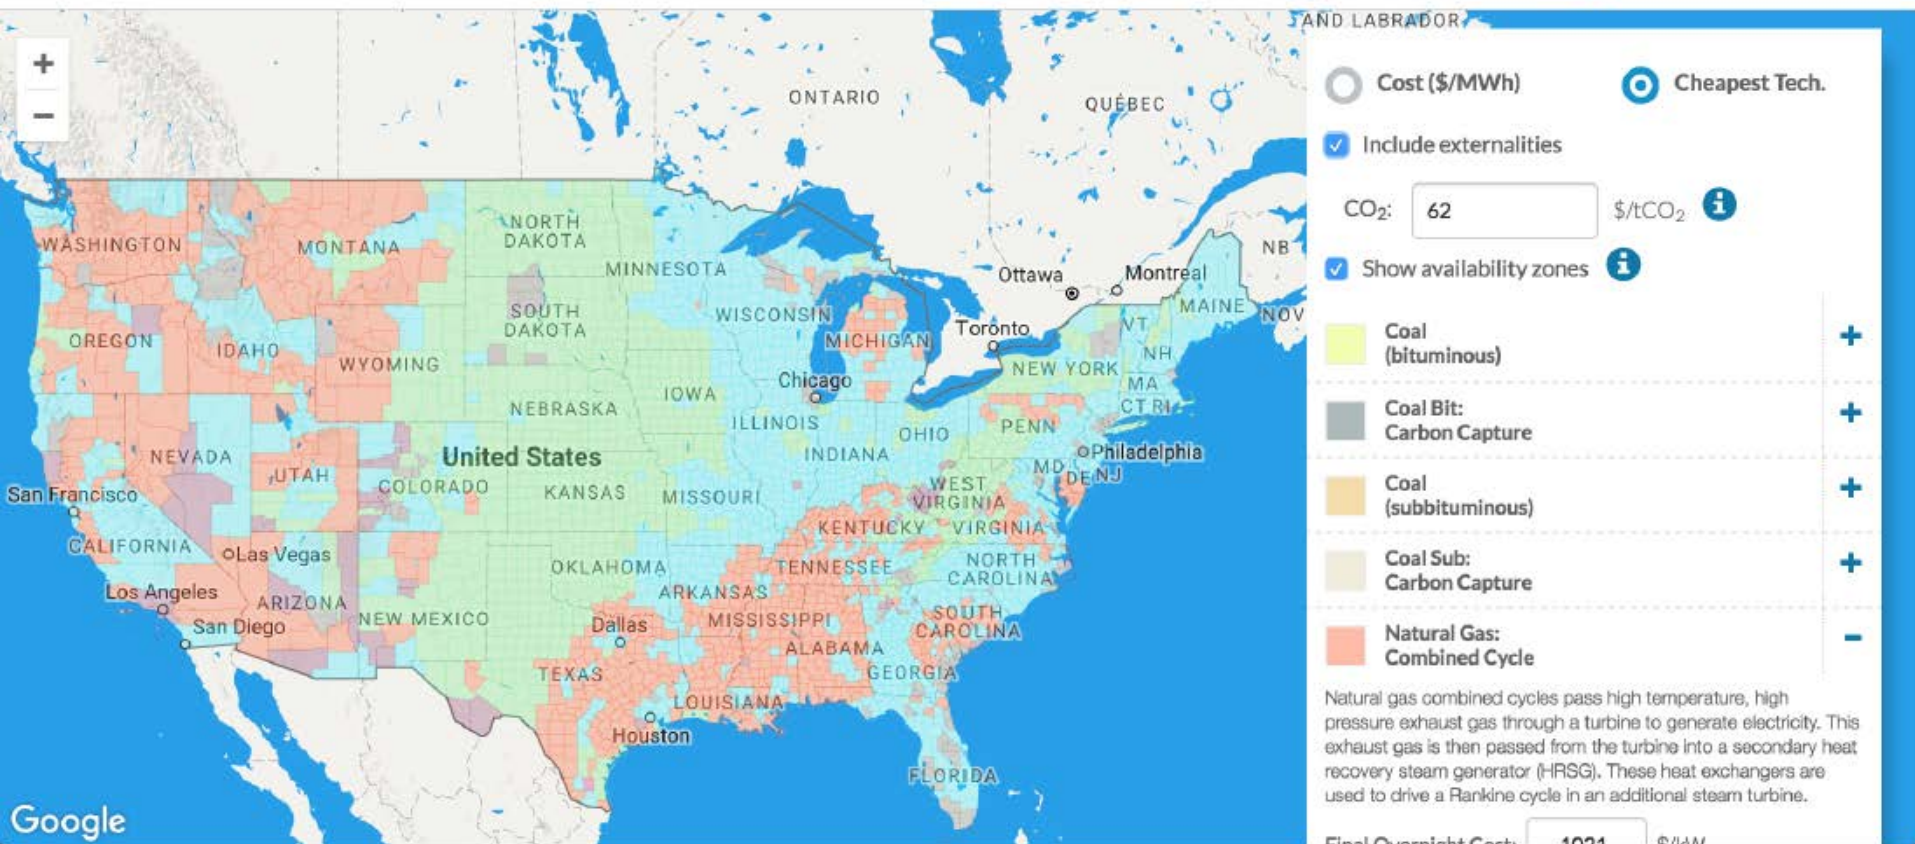 AND LABRADOR
+
−
ONTARIO
QUÉBEC
NORTH
DAKOTA
WASHINGTON
MONTANA
NB
MINNESOTA
Ottawa
Montreal
MAINE
SOUTH
DAKOTA
WISCONSIN
NOV
VT
Toronto
OREGON
IDAHO
MICHIGAN
NH
WYOMING
NEW YORK
Chicago
MA
IOWA
CT RI
NEBRASKA
ILLINOIS
OHIO
PENN
INDIANA
Philadelphia
NEVADA
United States
MD
DE NJ
UTAH
COLORADO
KANSAS
MISSOURI
WEST
VIRGINIA
San Francisco
KENTUCKY
VIRGINIA
CALIFORNIA
Las Vegas
OKLAHOMA
TENNESSEE
NORTH
CAROLINA
Los Angeles
ARIZONA
ARKANSAS
NEW MEXICO
San Diego
Dallas
MISSISSIPPI
SOUTH
CAROLINA
ALABAMA
TEXAS
GEORGIA
LOUISIANA
Houston
FLORIDA
Google
Cost ($/MWh)
Cheapest Tech.
Include externalities
CO₂: 62 $/tCO₂ i
Show availability zones i
Coal
(bituminous)
+
Coal Bit:
Carbon Capture
+
Coal
(subbituminous)
+
Coal Sub:
Carbon Capture
+
Natural Gas:
Combined Cycle
−
Natural gas combined cycles pass high temperature, high
pressure exhaust gas through a turbine to generate electricity. This
exhaust gas is then passed from the turbine into a secondary heat
recovery steam generator (HRSG). These heat exchangers are
used to drive a Rankine cycle in an additional steam turbine.
Final Overnight Cost: $/kW